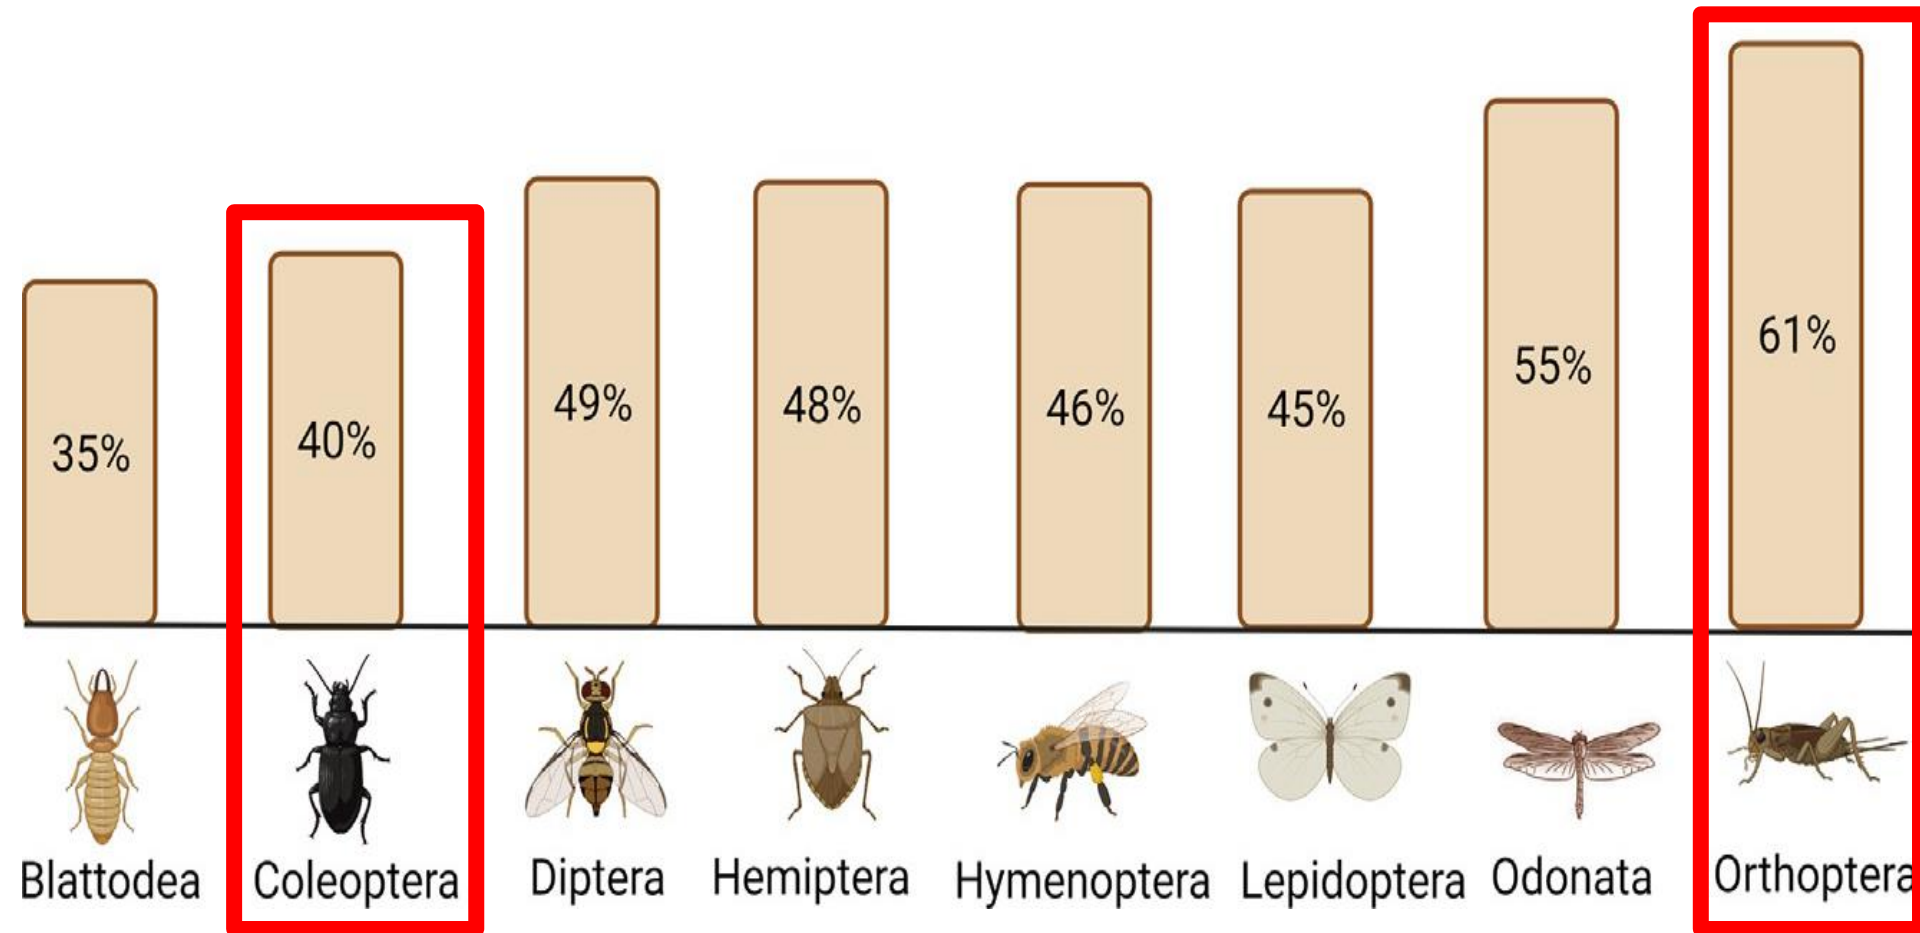 35%
40%
49%
48%
46%
45%
55%
61%
Blattodea
Coleoptera
Diptera
Hemiptera
Hymenoptera
Lepidoptera
Odonata
Orthoptera